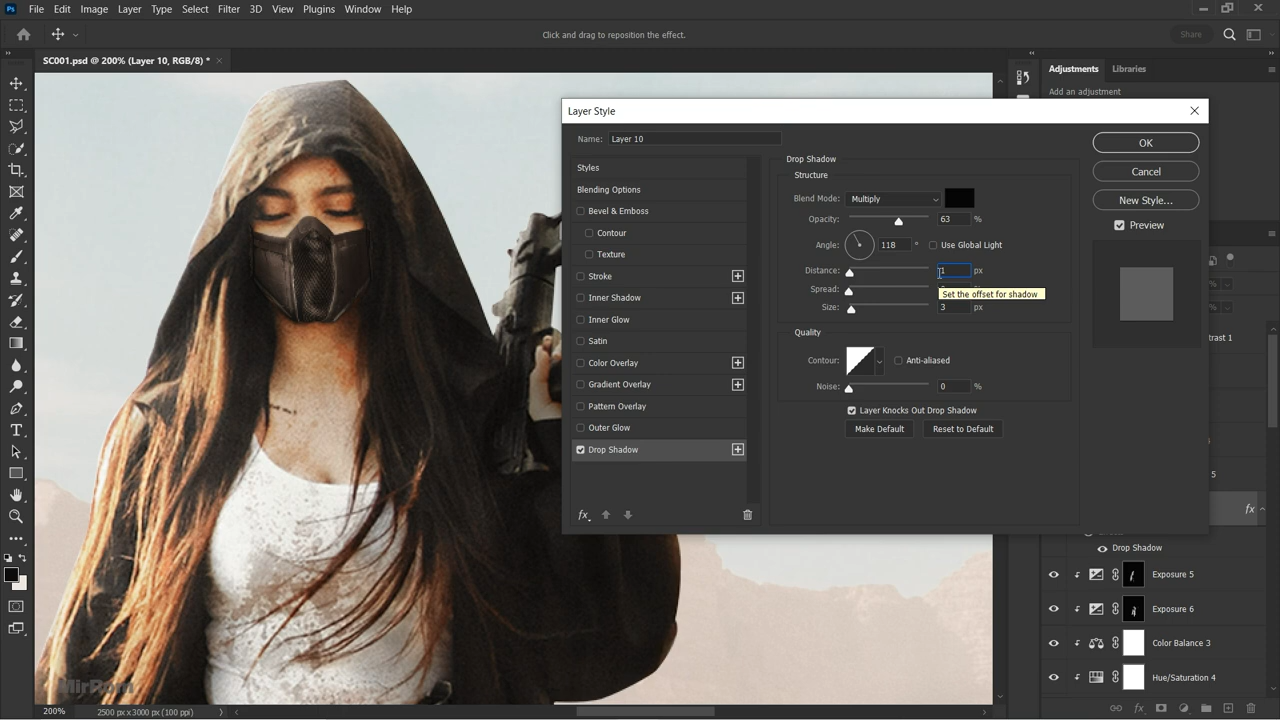 Ps File Edit Image Layer Type Select Filter 3D View Plugins Window Help
Click and drag to reposition the effect.
Share
SC001.psd @ 200% (Layer 10, RGB/8) *
Adjustments Libraries
Add an adjustment
Layer Style
Name: Layer 10
Styles
Blending Options
Bevel & Emboss
Contour
Texture
Stroke
Inner Shadow
Inner Glow
Satin
Color Overlay
Gradient Overlay
Pattern Overlay
Outer Glow
Drop Shadow
fx
Drop Shadow
Structure
Blend Mode: Multiply
Opacity: 63 %
Angle: 118 ° Use Global Light
Distance: 1 px
Spread:
Set the offset for shadow
Size: 3 px
Quality
Contour: Anti-aliased
Noise: 0 %
Layer Knocks Out Drop Shadow
Make Default Reset to Default
OK
Cancel
New Style...
Preview
trast 1
5
fx
Drop Shadow
Exposure 5
Exposure 6
Color Balance 3
Hue/Saturation 4
fx
MirRom
200% 2500 px x 3000 px (100 ppi)